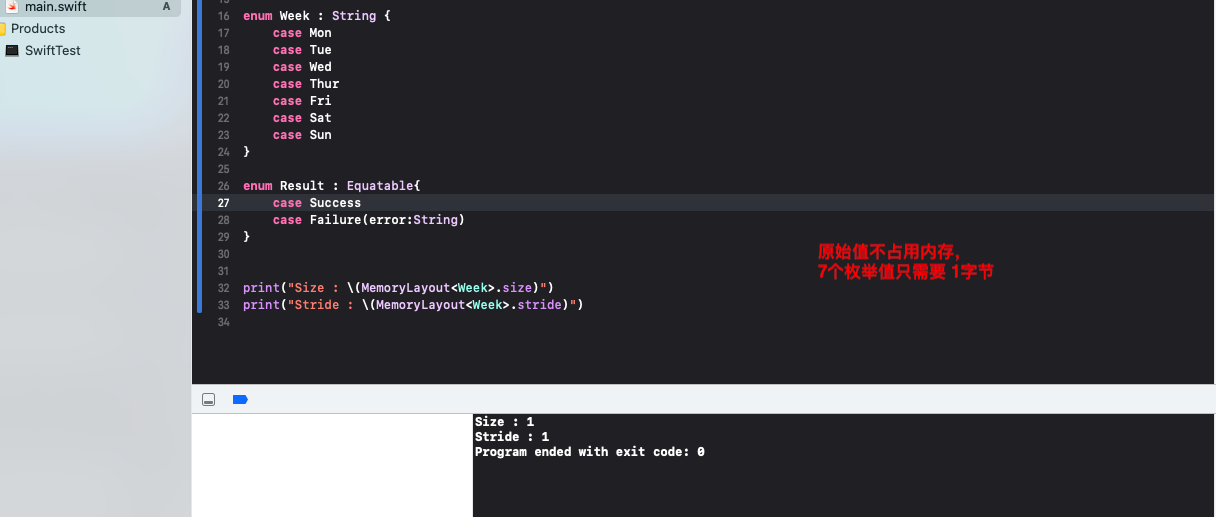 main.swift A
Products
SwiftTest
16 enum Week : String {
17 case Mon
18 case Tue
19 case Wed
20 case Thur
21 case Fri
22 case Sat
23 case Sun
24 }
25
26 enum Result : Equatable{
27 case Success
28 case Failure(error:String)
29 }
30
31
32 print("Size : \(MemoryLayout<Week>.size)")
33 print("Stride : \(MemoryLayout<Week>.stride)")
34
原始值不占用内存,
7个枚举值只需要 1字节
Size : 1
Stride : 1
Program ended with exit code: 0